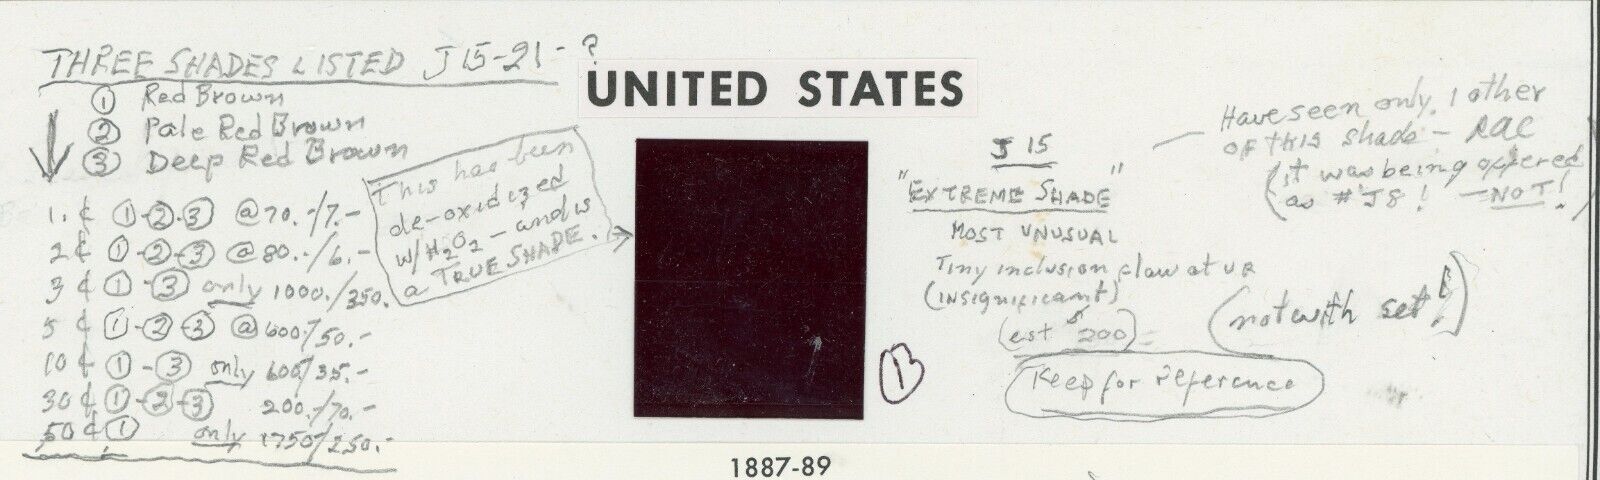 THREE SHADES LISTED J15-21-?
① Red Brown
② Pale Red Brown
③ Deep Red Brown
1.¢ ①-②-③ @ 70.-/7.-
2¢ ①-②-③ @ 80.-/6.-
3¢ ①-③ only 1000./350.
5¢ ①-②-③ @ 600./50.-
10¢ ①-③ only 600/35.-
30¢ ①-②-③ 200./70.-
50¢ ① only 1750/250.-
This has been
de-oxidized
w/H2O2 - and is
a TRUE SHADE.
UNITED STATES
J 15
"EXTREME SHADE"
MOST UNUSUAL
Tiny inclusion flaw at UR
(insignificant)
(est $200)
Keep for reference
Have seen only 1 other
OF THIS shade -
(it was being offered
as #J8! - NOT!)
(not with set!)
1887-89